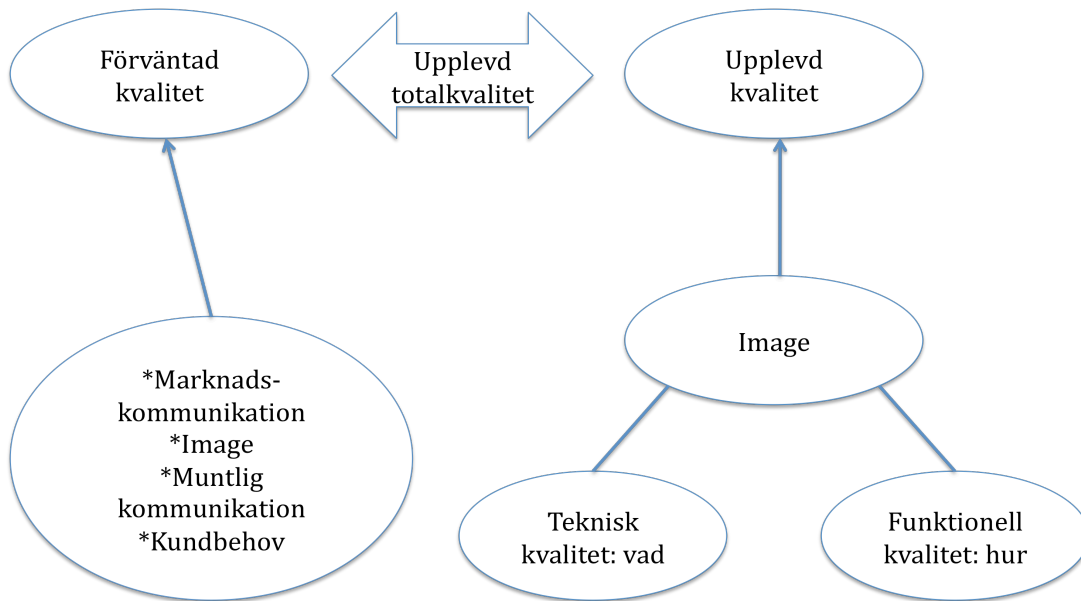 Förväntad
kvalitet
Upplevd
totalkvalitet
Upplevd
kvalitet
*Marknads-
kommunikation
*Image
*Muntlig
kommunikation
*Kundbehov
Image
Teknisk
kvalitet: vad
Funktionell
kvalitet: hur